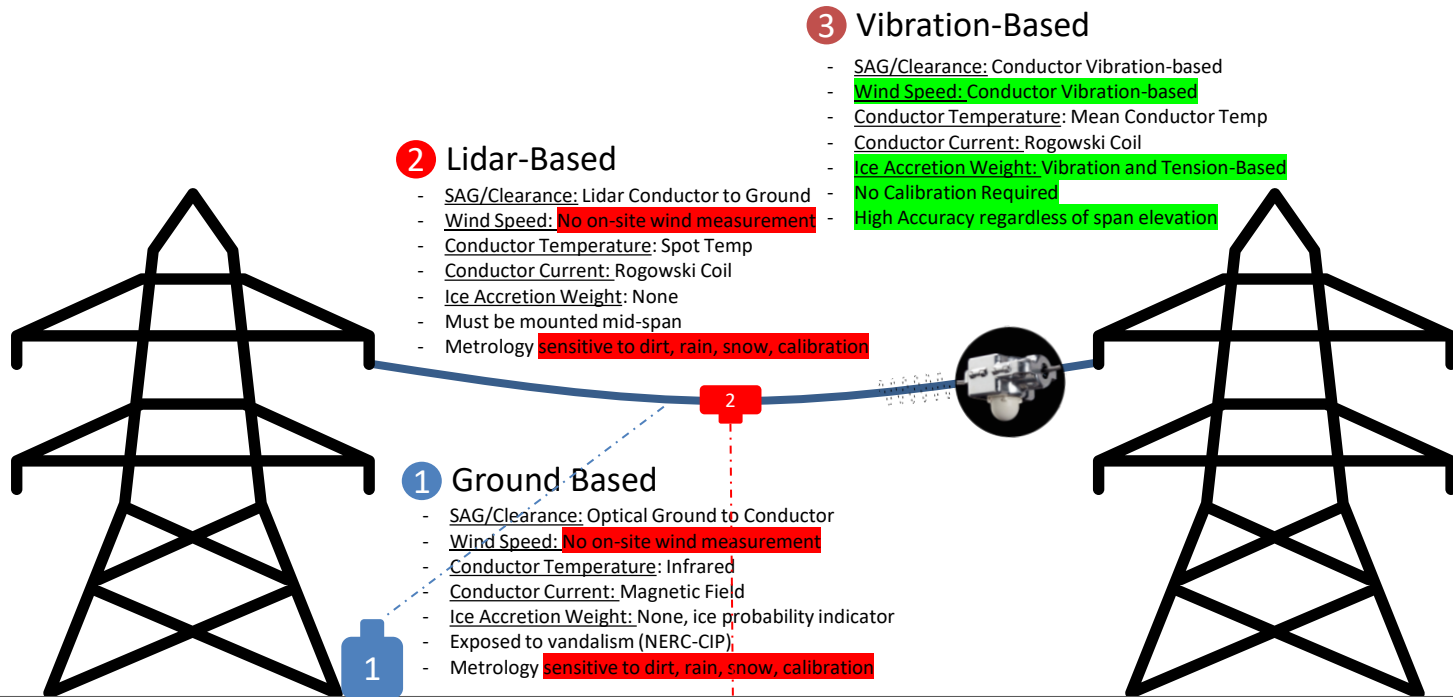 3 Vibration-Based
- SAG/Clearance: Conductor Vibration-based
- Wind Speed: Conductor Vibration-based
- Conductor Temperature: Mean Conductor Temp
- Conductor Current: Rogowski Coil
- Ice Accretion Weight: Vibration and Tension-Based
- No Calibration Required
- High Accuracy regardless of span elevation
2 Lidar-Based
- SAG/Clearance: Lidar Conductor to Ground
- Wind Speed: No on-site wind measurement
- Conductor Temperature: Spot Temp
- Conductor Current: Rogowski Coil
- Ice Accretion Weight: None
- Must be mounted mid-span
- Metrology sensitive to dirt, rain, snow, calibration
2
1 Ground Based
- SAG/Clearance: Optical Ground to Conductor
- Wind Speed: No on-site wind measurement
- Conductor Temperature: Infrared
- Conductor Current: Magnetic Field
- Ice Accretion Weight: None, ice probability indicator
- Exposed to vandalism (NERC-CIP)
- Metrology sensitive to dirt, rain, snow, calibration
1